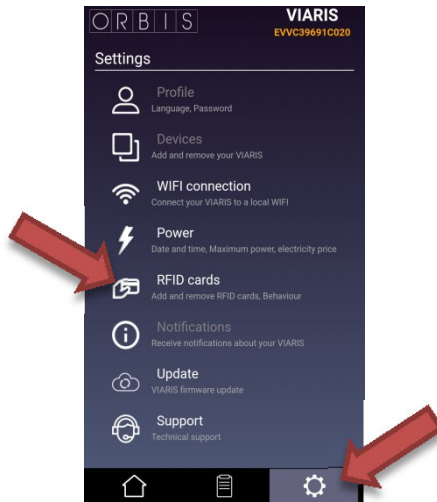 ORBIS
VIARIS
EVVC39691C020
Settings
Profile
Language, Password
Devices
Add and remove your VIARIS
WIFI connection
Connect your VIARIS to a local WIFI
Power
Date and time, Maximum power, electricity price
RFID cards
Add and remove RFID cards, Behaviour
Notifications
Receive notifications about your VIARIS
Update
VIARIS firmware update
Support
Technical support